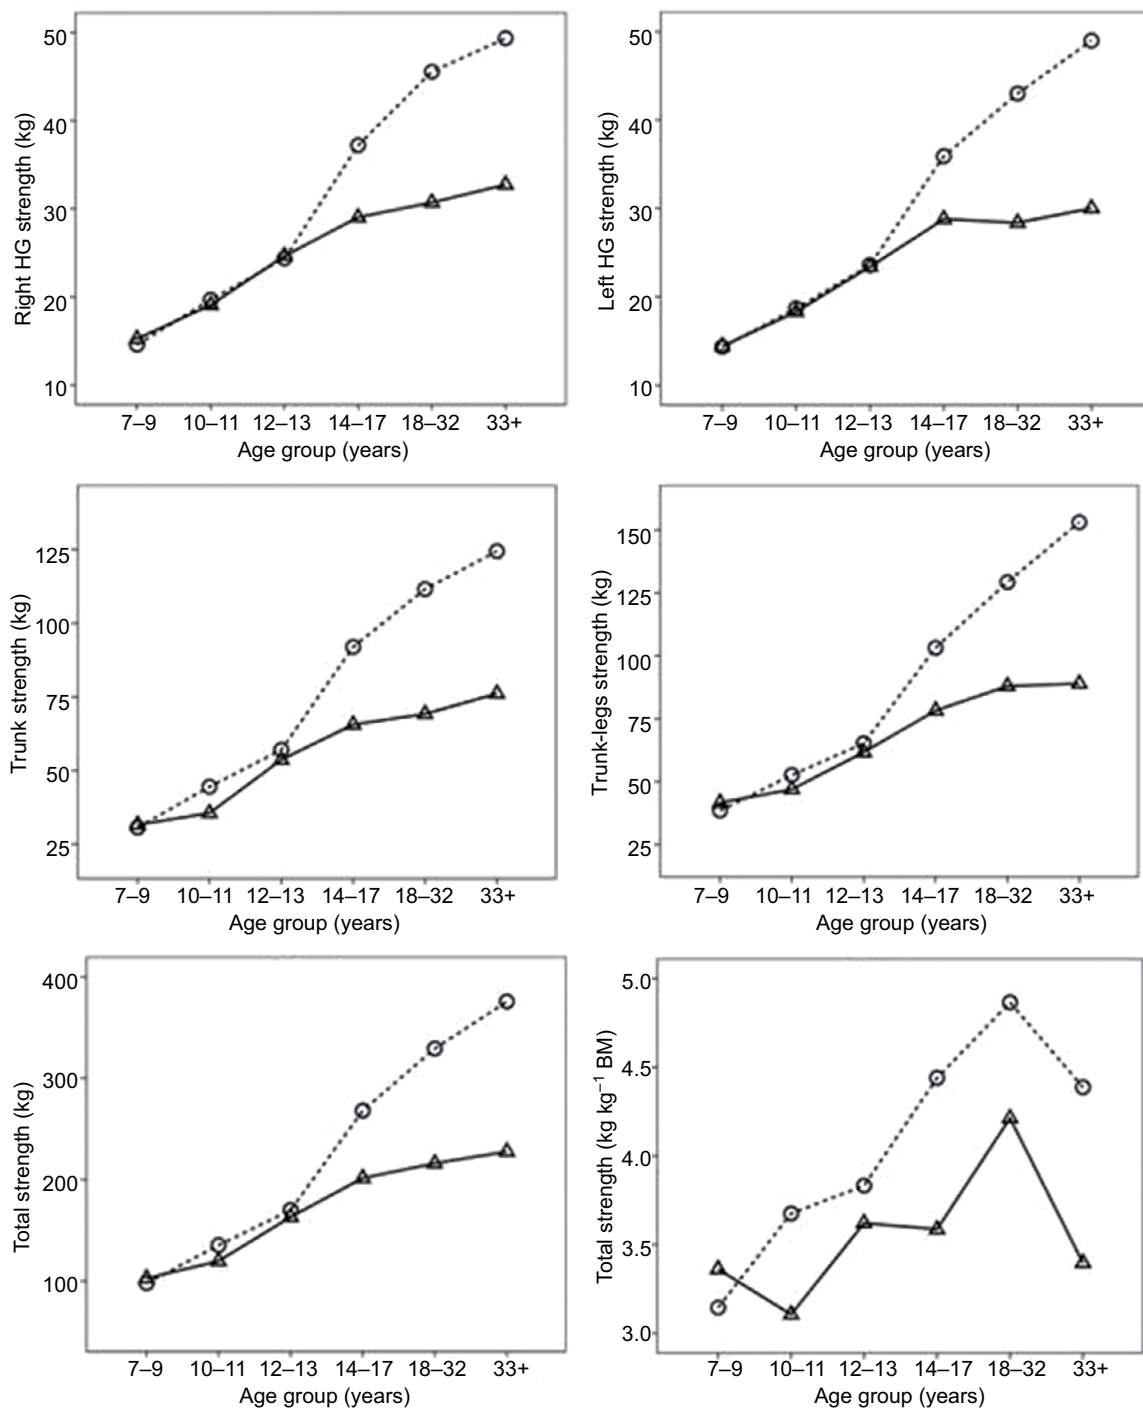 50
40
30
20
10
Right HG strength (kg)
7–9 10–11 12–13 14–17 18–32 33+
Age group (years)
50
40
30
20
10
Left HG strength (kg)
7–9 10–11 12–13 14–17 18–32 33+
Age group (years)
125
100
75
50
25
Trunk strength (kg)
7–9 10–11 12–13 14–17 18–32 33+
Age group (years)
150
125
100
75
50
25
Trunk-legs strength (kg)
7–9 10–11 12–13 14–17 18–32 33+
Age group (years)
400
300
200
100
Total strength (kg)
7–9 10–11 12–13 14–17 18–32 33+
Age group (years)
5.0
4.5
4.0
3.5
3.0
Total strength (kg kg⁻¹ BM)
7–9 10–11 12–13 14–17 18–32 33+
Age group (years)